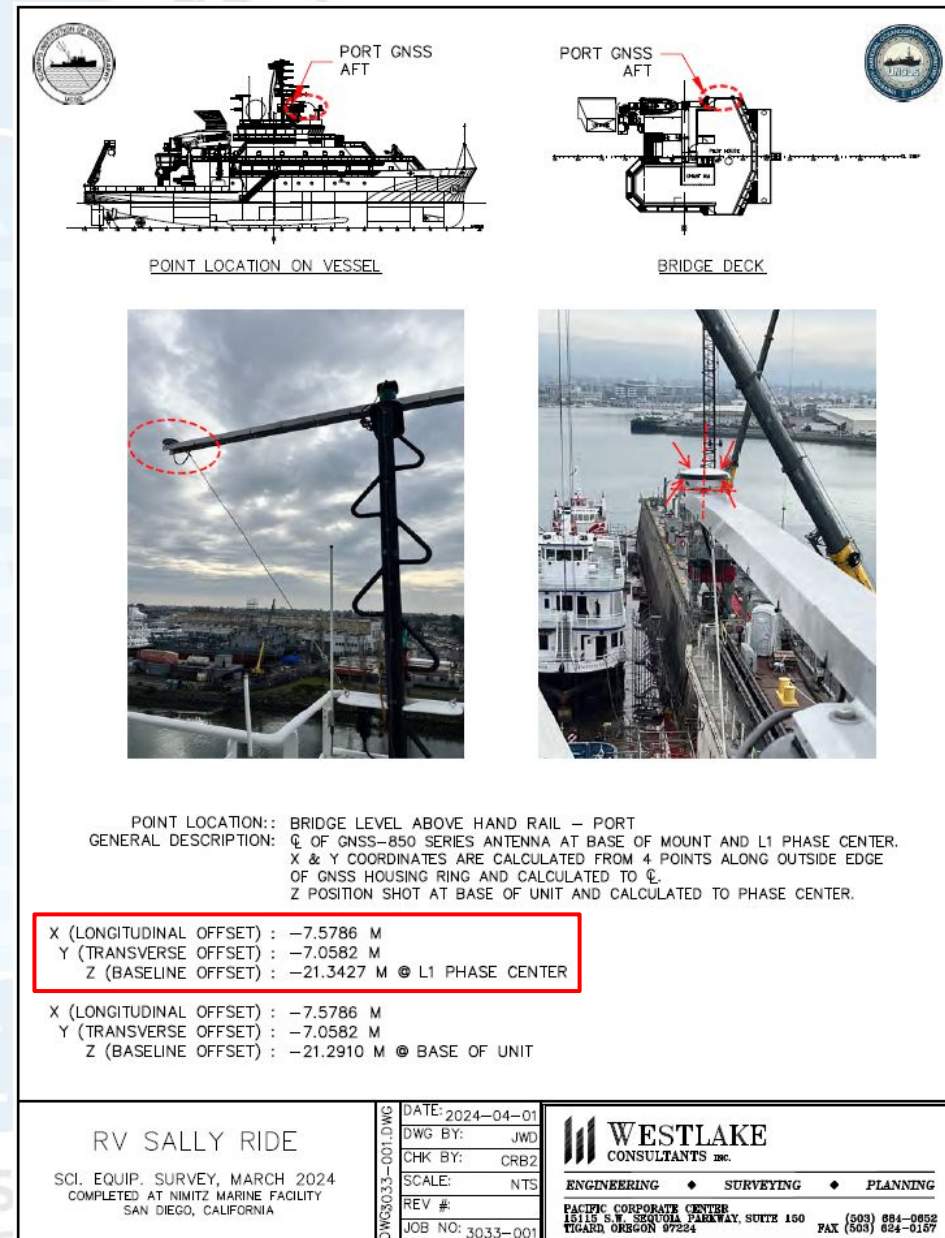 PORT GNSS
AFT
PORT GNSS
AFT
UCSD
UNOLS
PILOT HOUSE
POINT LOCATION ON VESSEL
BRIDGE DECK
POINT LOCATION:: BRIDGE LEVEL ABOVE HAND RAIL – PORT
GENERAL DESCRIPTION: ℄ OF GNSS–850 SERIES ANTENNA AT BASE OF MOUNT AND L1 PHASE CENTER.
X & Y COORDINATES ARE CALCULATED FROM 4 POINTS ALONG OUTSIDE EDGE
OF GNSS HOUSING RING AND CALCULATED TO ℄.
Z POSITION SHOT AT BASE OF UNIT AND CALCULATED TO PHASE CENTER.
X (LONGITUDINAL OFFSET) : –7.5786 M
Y (TRANSVERSE OFFSET) : –7.0582 M
Z (BASELINE OFFSET) : –21.3427 M @ L1 PHASE CENTER
X (LONGITUDINAL OFFSET) : –7.5786 M
Y (TRANSVERSE OFFSET) : –7.0582 M
Z (BASELINE OFFSET) : –21.2910 M @ BASE OF UNIT
RV SALLY RIDE
SCI. EQUIP. SURVEY, MARCH 2024
COMPLETED AT NIMITZ MARINE FACILITY
SAN DIEGO, CALIFORNIA
DWG3033–001.DWG
DATE: 2024–04–01
DWG BY: JWD
CHK BY: CRB2
SCALE: NTS
REV #:
JOB NO: 3033–001
WESTLAKE
CONSULTANTS INC.
ENGINEERING ◆ SURVEYING ◆ PLANNING
PACIFIC CORPORATE CENTER
15115 S.W. SEQUOIA PARKWAY, SUITE 150 (503) 684–0652
TIGARD, OREGON 97224 FAX (503) 624–0157